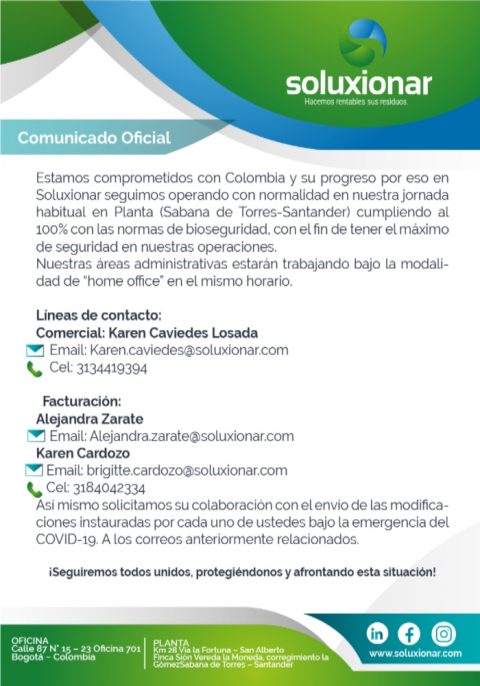 soluxionar
Hacemos rentables sus residuos.
Comunicado Oficial
Estamos comprometidos con Colombia y su progreso por eso en
Soluxionar seguimos operando con normalidad en nuestra jornada
habitual en Planta (Sabana de Torres-Santander) cumpliendo al
100% con las normas de bioseguridad, con el fin de tener el máximo
de seguridad en nuestras operaciones.
Nuestras áreas administrativas estarán trabajando bajo la modali-
dad de “home office” en el mismo horario.
Líneas de contacto:
Comercial: Karen Caviedes Losada
Email: Karen.caviedes@soluxionar.com
Cel: 3134419394
Facturación:
Alejandra Zarate
Email: Alejandra.zarate@soluxionar.com
Karen Cardozo
Email: brigitte.cardozo@soluxionar.com
Cel: 3184042334
Así mismo solicitamos su colaboración con el envío de las modifica-
ciones instauradas por cada uno de ustedes bajo la emergencia del
COVID-19. A los correos anteriormente relacionados.
¡Seguiremos todos unidos, protegiéndonos y afrontando esta situación!
OFICINA
Calle 87 N° 15 – 23 Oficina 701
Bogotá – Colombia
PLANTA
Km 28 Vía la Fortuna – San Alberto
Finca Sión Vereda la Moneda, corregimiento la
GómezSabana de Torres – Santander
www.soluxionar.com